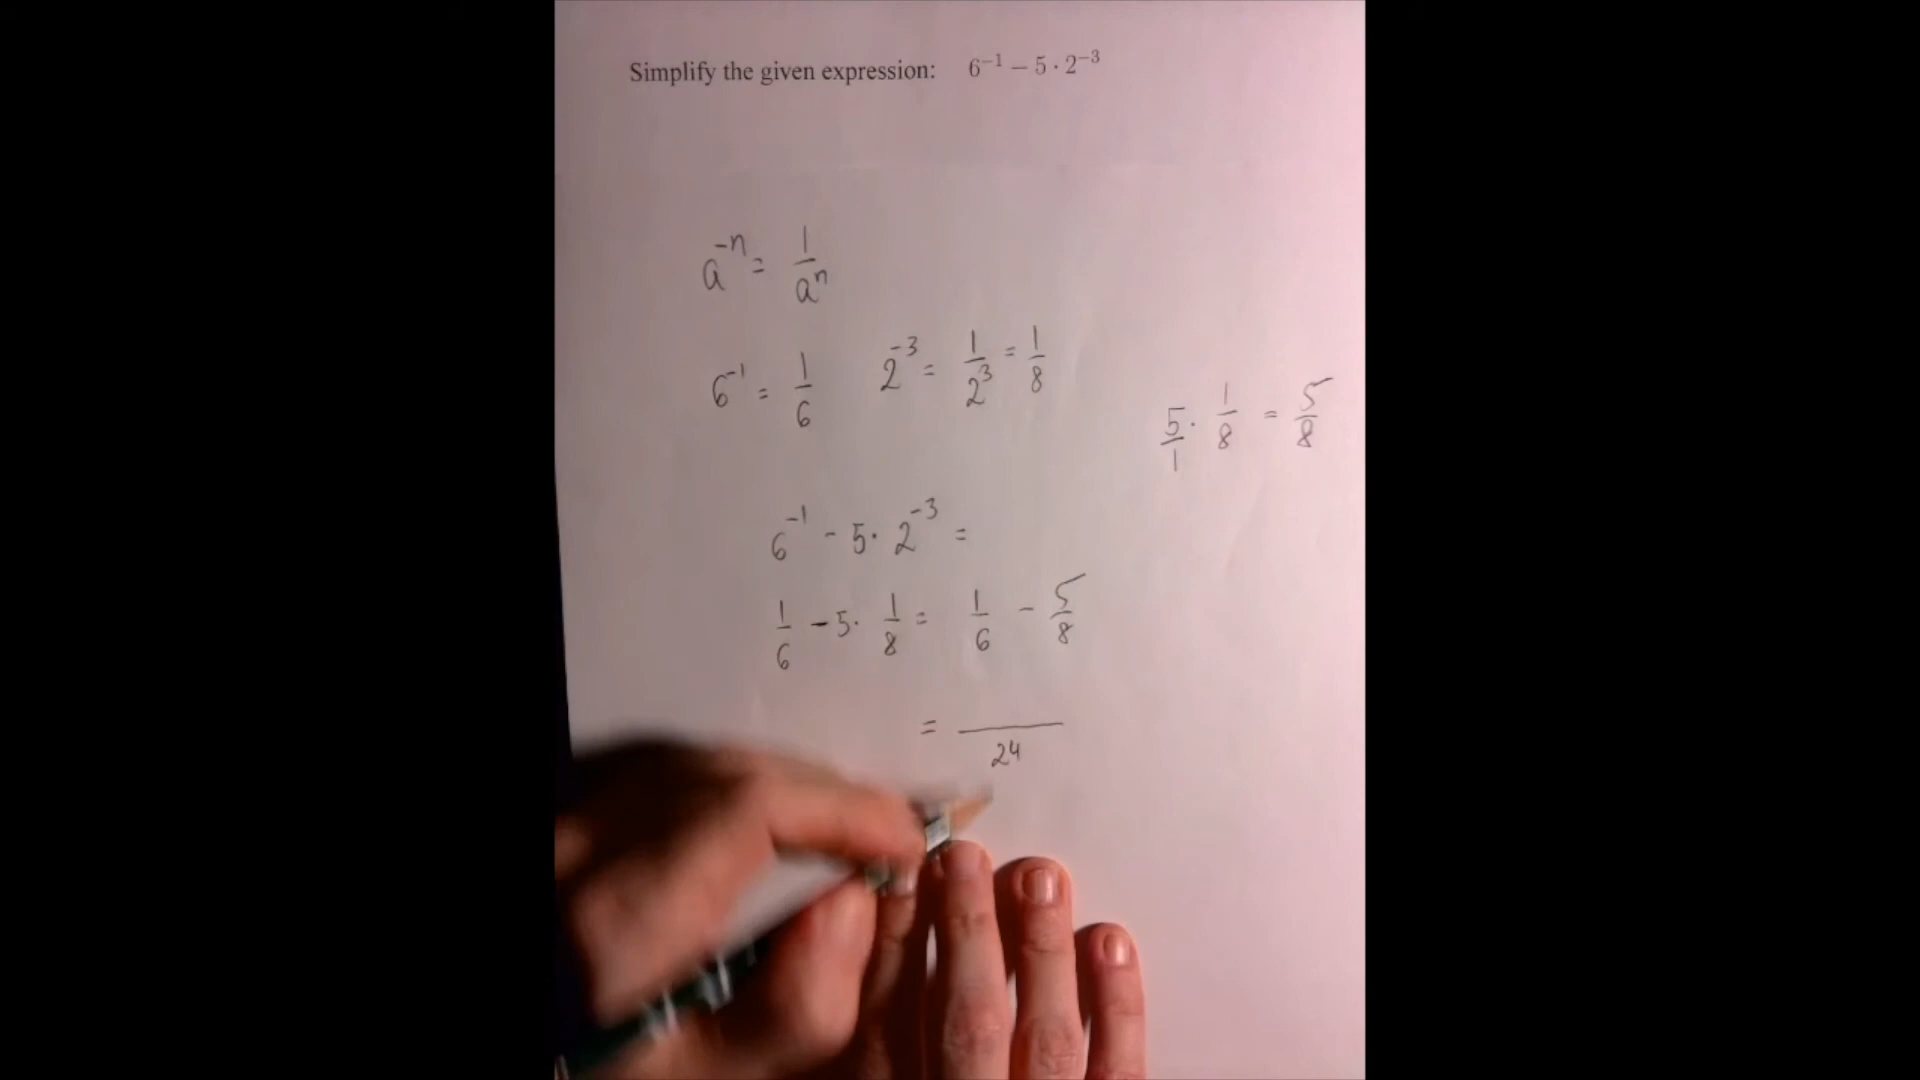 Simplify the given expression: 6⁻¹ − 5 · 2⁻³
a⁻ⁿ = 1/aⁿ
6⁻¹ = 1/6
2⁻³ = 1/2³ = 1/8
5/1 · 1/8 = 5/8
6⁻¹ − 5 · 2⁻³ =
1/6 − 5 · 1/8 = 1/6 − 5/8
= /24